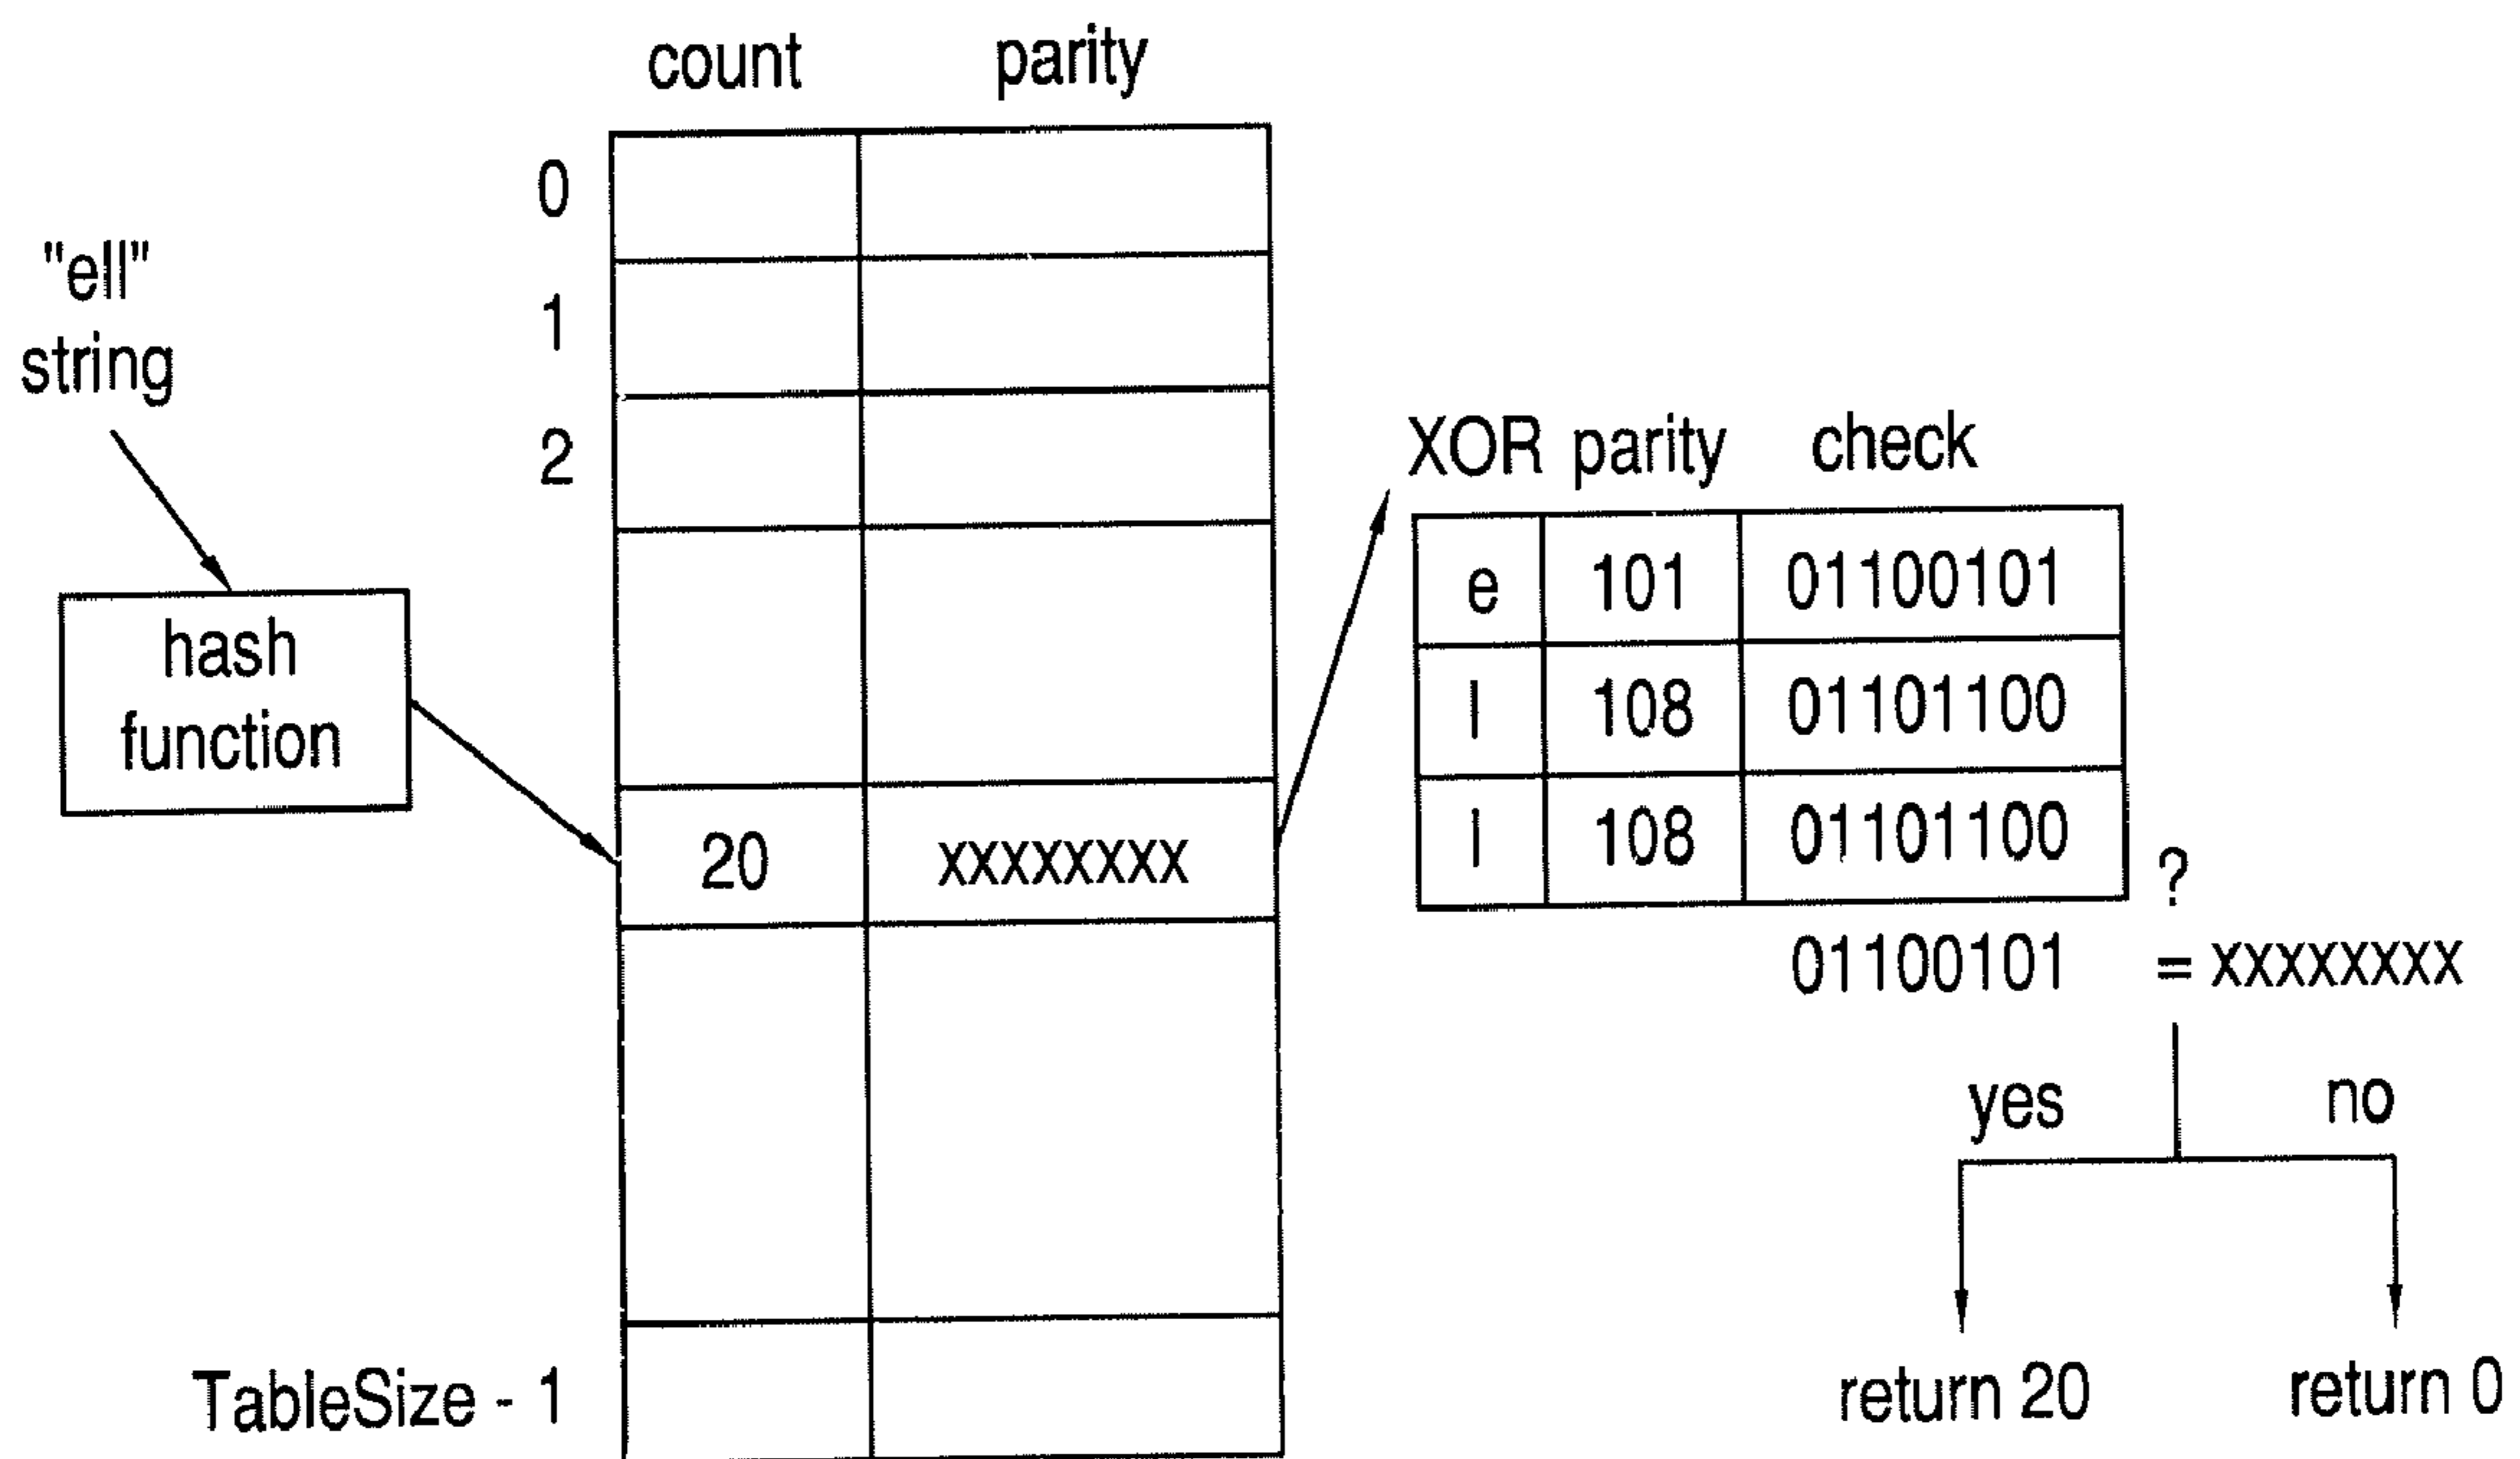 count parity
0
1
2
"ell"
string
hash
function
20 xxxxxxxx
TableSize - 1
XOR parity check
e 101 01100101
l 108 01101100
l 108 01101100
?
01100101 = xxxxxxxx
yes no
return 20 return 0